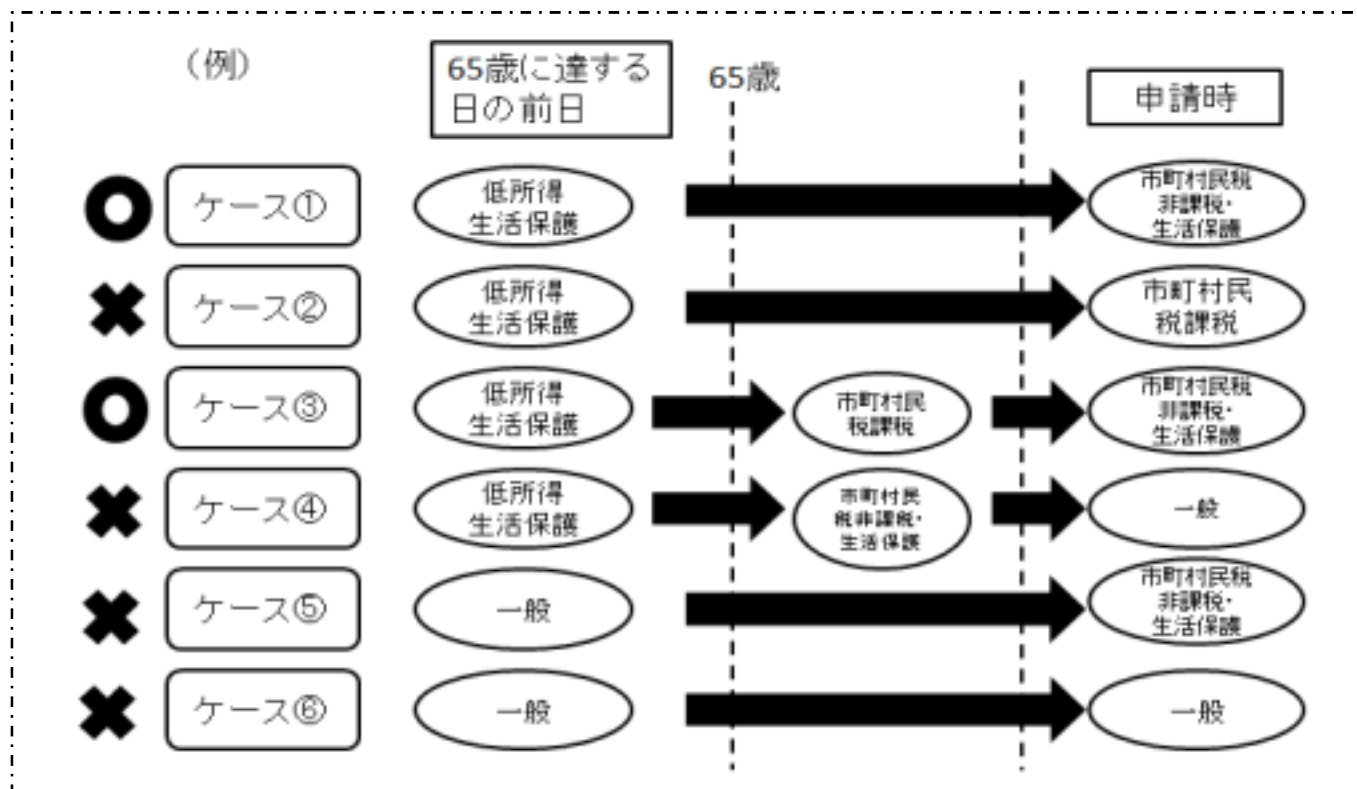 (例)
65歳に達する
日の前日
65歳
申請時
ケース①
低所得
生活保護
市町村民税
非課税・
生活保護
ケース②
低所得
生活保護
市町村民
税課税
ケース③
低所得
生活保護
市町村民
税課税
市町村民税
非課税・
生活保護
ケース④
低所得
生活保護
市町村民
税非課税・
生活保護
一般
ケース⑤
一般
市町村民税
非課税・
生活保護
ケース⑥
一般
一般